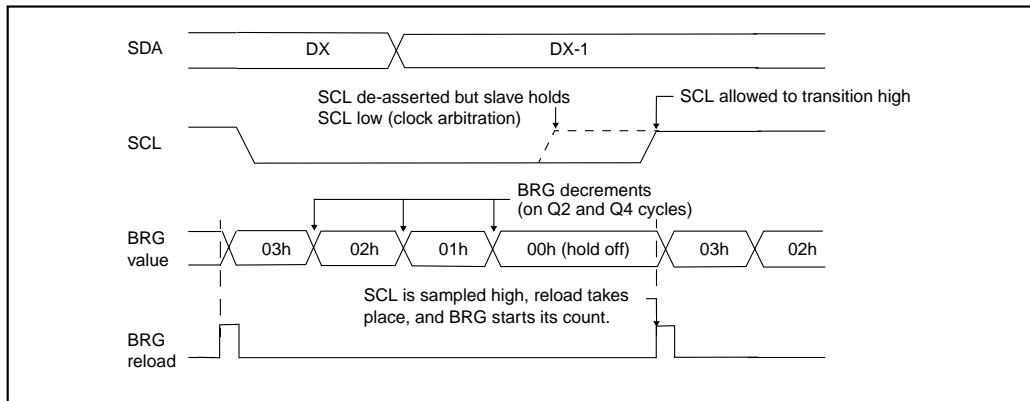 SDA
DX
DX-1
SCL de-asserted but slave holds
SCL low (clock arbitration)
SCL allowed to transition high
SCL
BRG decrements
(on Q2 and Q4 cycles)
BRG
value
03h
02h
01h
00h (hold off)
03h
02h
SCL is sampled high, reload takes
place, and BRG starts its count.
BRG
reload